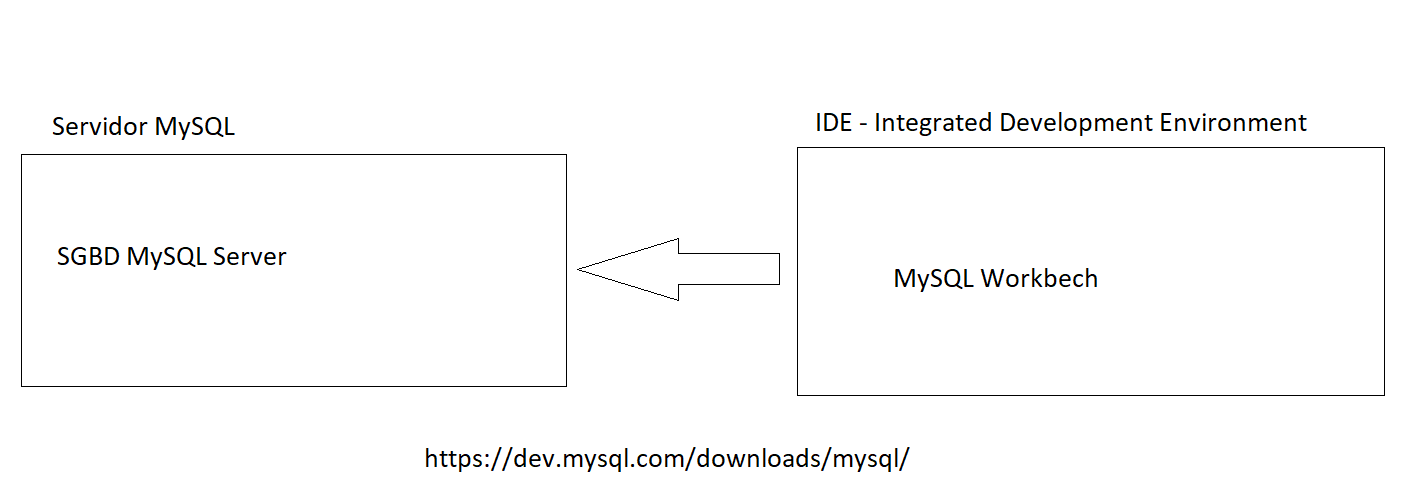 Servidor MySQL
IDE - Integrated Development Environment
SGBD MySQL Server
MySQL Workbech
https://dev.mysql.com/downloads/mysql/